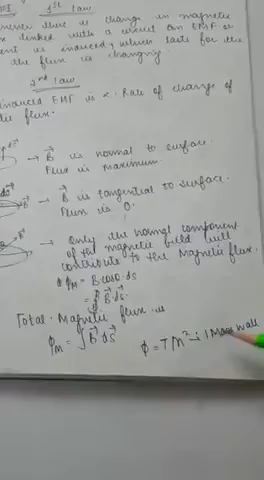 1st Law
there is change in magnetic
linked with a circuit an EMF or
is induced, which lasts for the
the flux is changing.
2nd Law
induced EMF is ∝. Rate of change of
flux.
→ B⃗ is normal to surface.
Flux is maximum.
→ B⃗ is tangential to surface.
Flux is 0.
→ Only the normal component
of the magnetic field will
contribute to the Magnetic flux.
ϕM = B cosθ . ds
= B⃗. ds⃗
Total Magnetic flux is
ϕM = ∫ B⃗. ds⃗
ϕ = T m² 1